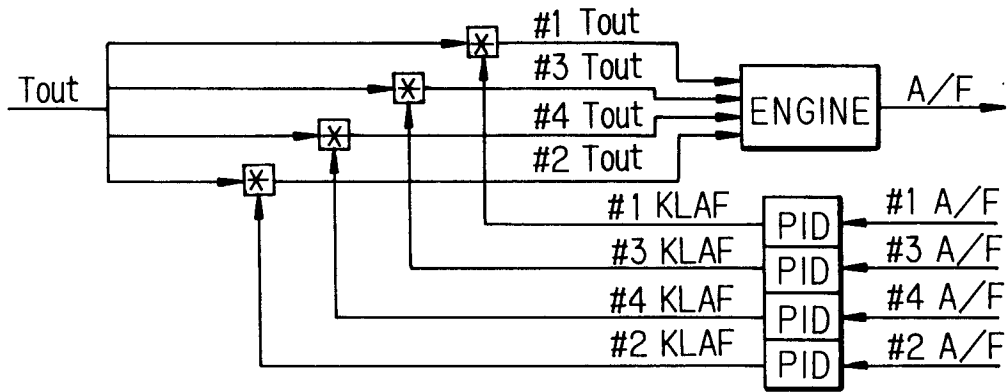 #1 Tout
#3 Tout
Tout
#4 Tout
#2 Tout
ENGINE
A/F
#1 KLAF
PID
#1 A/F
#3 KLAF
PID
#3 A/F
#4 KLAF
PID
#4 A/F
#2 KLAF
PID
#2 A/F